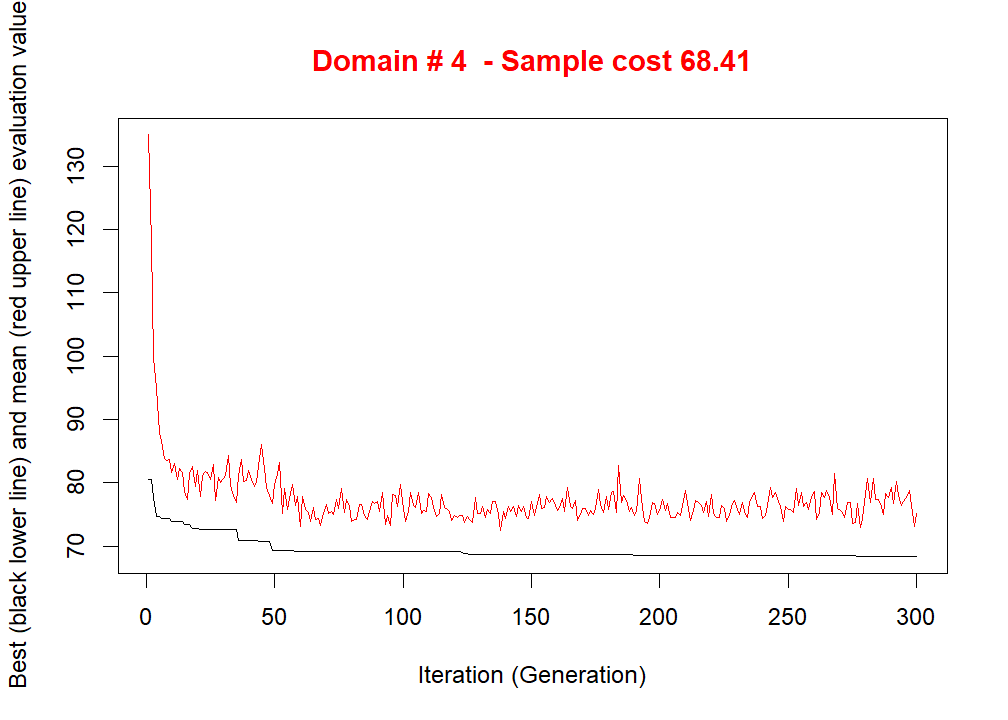 Domain # 4  - Sample cost 68.41
Best (black lower line) and mean (red upper line) evaluation value
130
120
110
100
90
80
70
0 50 100 150 200 250 300
Iteration (Generation)